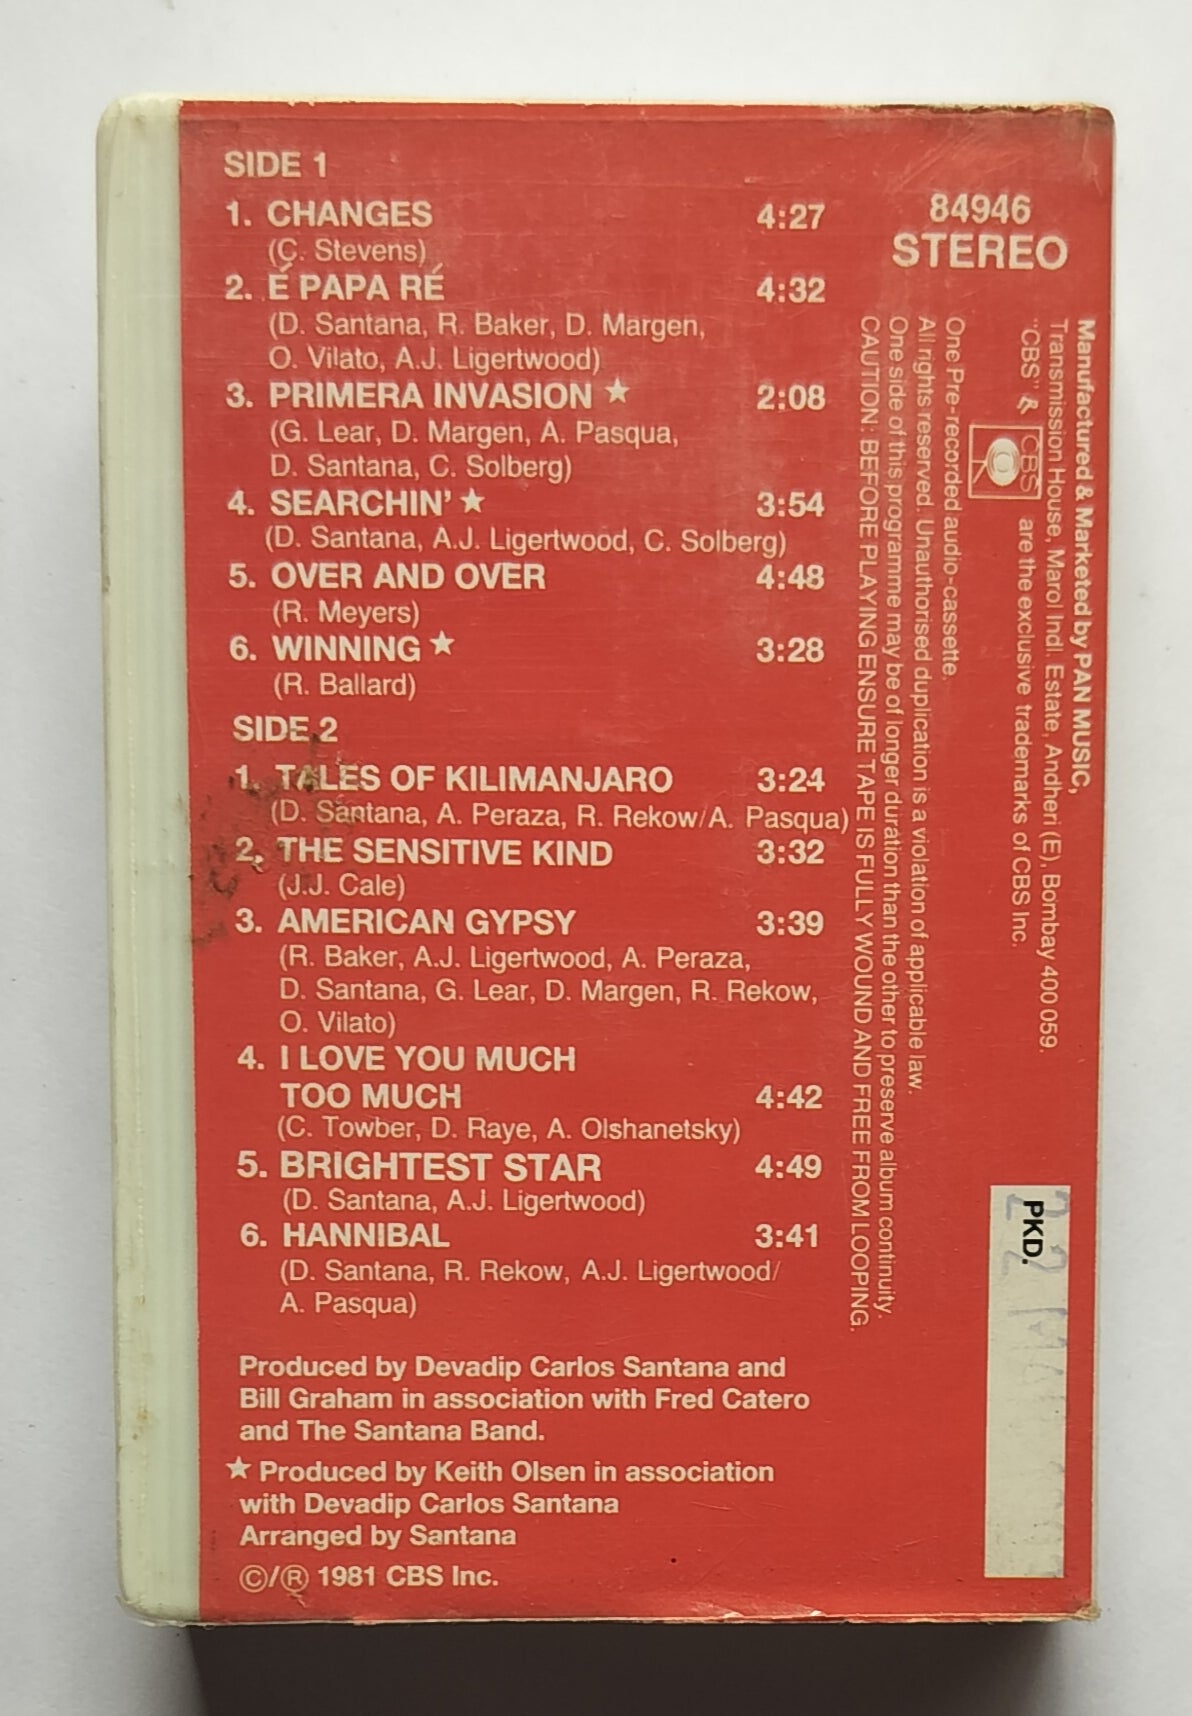 SIDE 1
1. CHANGES 4:27
(C. Stevens)
2. É PAPA RÉ 4:32
(D. Santana, R. Baker, D. Margen,
O. Vilato, A.J. Ligertwood)
3. PRIMERA INVASION ★ 2:08
(G. Lear, D. Margen, A. Pasqua,
D. Santana, C. Solberg)
4. SEARCHIN' ★ 3:54
(D. Santana, A.J. Ligertwood, C. Solberg)
5. OVER AND OVER 4:48
(R. Meyers)
6. WINNING ★ 3:28
(R. Ballard)
SIDE 2
1. TALES OF KILIMANJARO 3:24
(D. Santana, A. Peraza, R. Rekow/A. Pasqua)
2. THE SENSITIVE KIND 3:32
(J.J. Cale)
3. AMERICAN GYPSY 3:39
(R. Baker, A.J. Ligertwood, A. Peraza,
D. Santana, G. Lear, D. Margen, R. Rekow,
O. Vilato)
4. I LOVE YOU MUCH
TOO MUCH 4:42
(C. Towber, D. Raye, A. Olshanetsky)
5. BRIGHTEST STAR 4:49
(D. Santana, A.J. Ligertwood)
6. HANNIBAL 3:41
(D. Santana, R. Rekow, A.J. Ligertwood/
A. Pasqua)
Produced by Devadip Carlos Santana and
Bill Graham in association with Fred Catero
and The Santana Band.
★ Produced by Keith Olsen in association
with Devadip Carlos Santana
Arranged by Santana
©/® 1981 CBS Inc.
84946
STEREO
Manufactured & Marketed by PAN MUSIC,
Transmission House, Marol Indl. Estate, Andheri (E), Bombay 400 059.
"CBS" & CBS are the exclusive trademarks of CBS Inc.
One Pre-recorded audio-cassette.
All rights reserved. Unauthorised duplication is a violation of applicable law.
One side of this programme may be of longer duration than the other to preserve album continuity.
CAUTION: BEFORE PLAYING ENSURE TAPE IS FULLY WOUND AND FREE FROM LOOPING.
PKD.